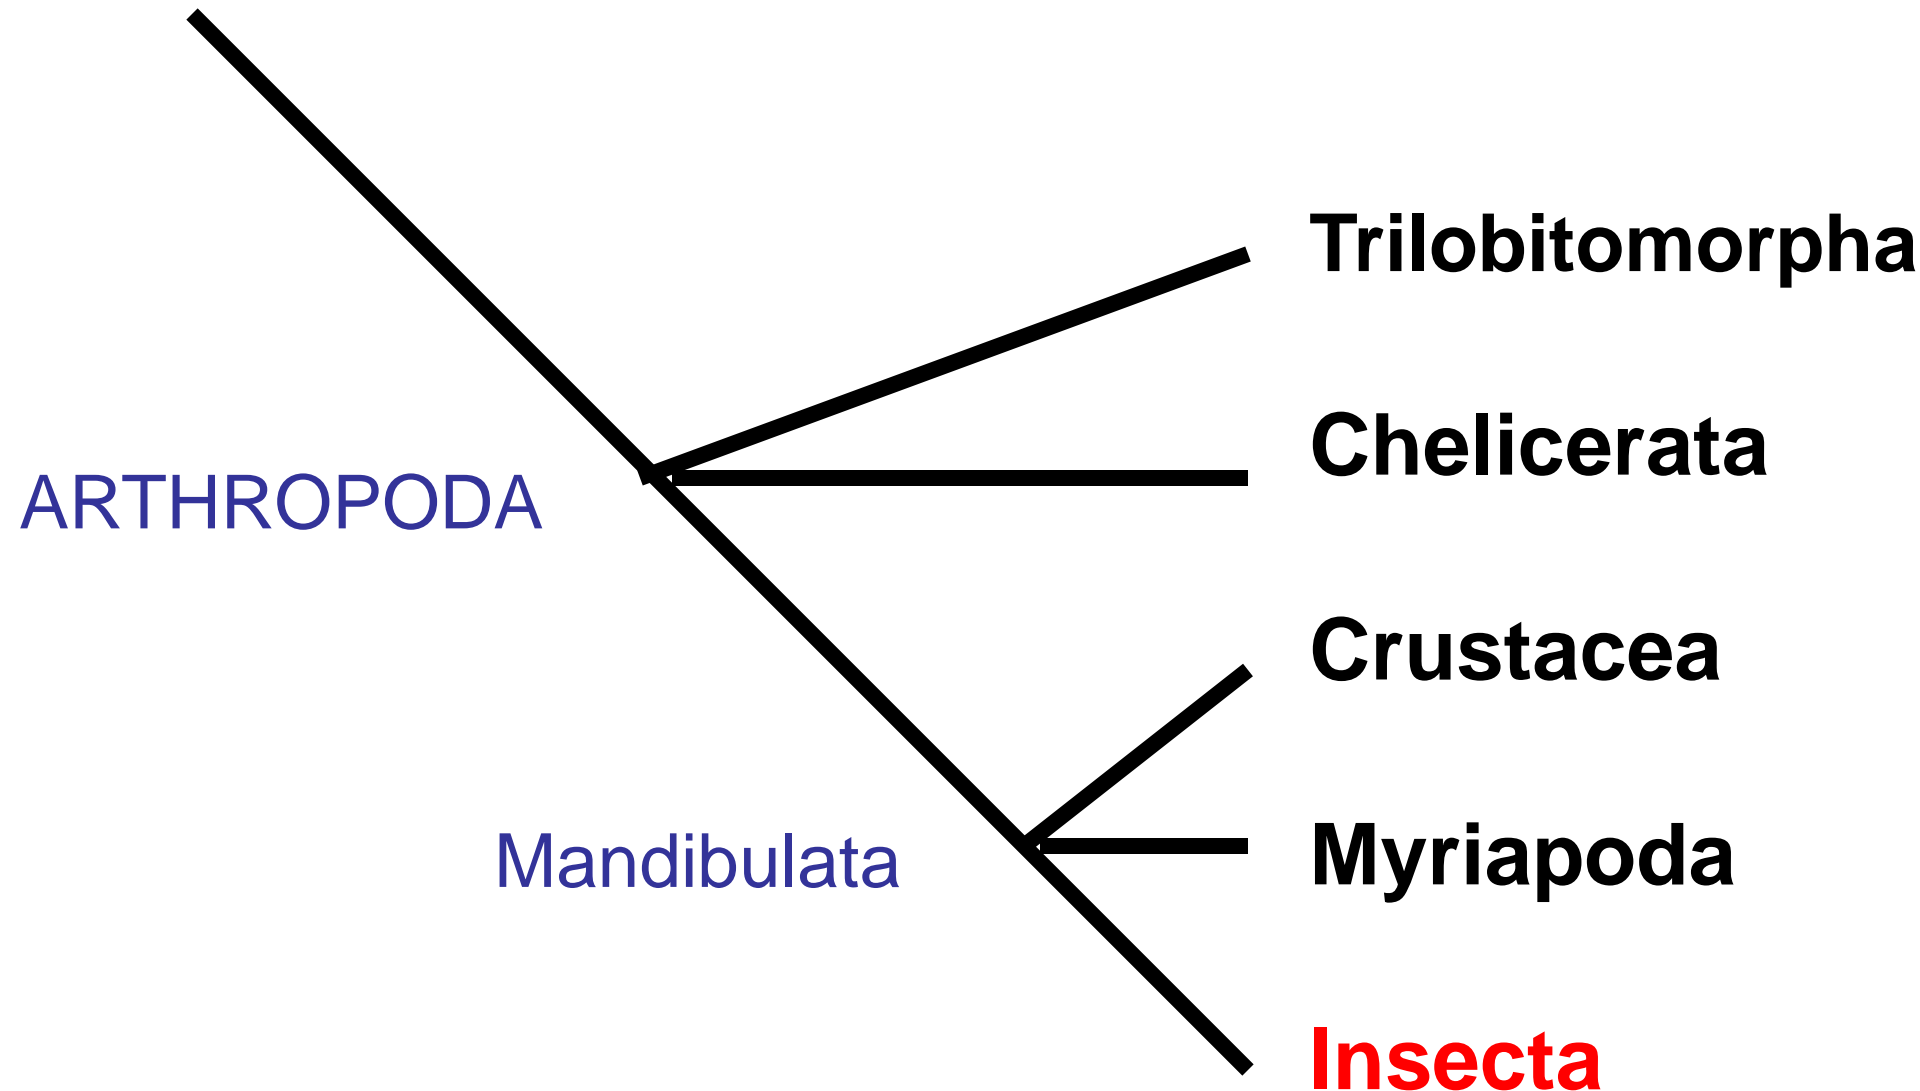 Trilobitomorpha
Chelicerata
ARTHROPODA
Crustacea
Mandibulata
Myriapoda
Insecta